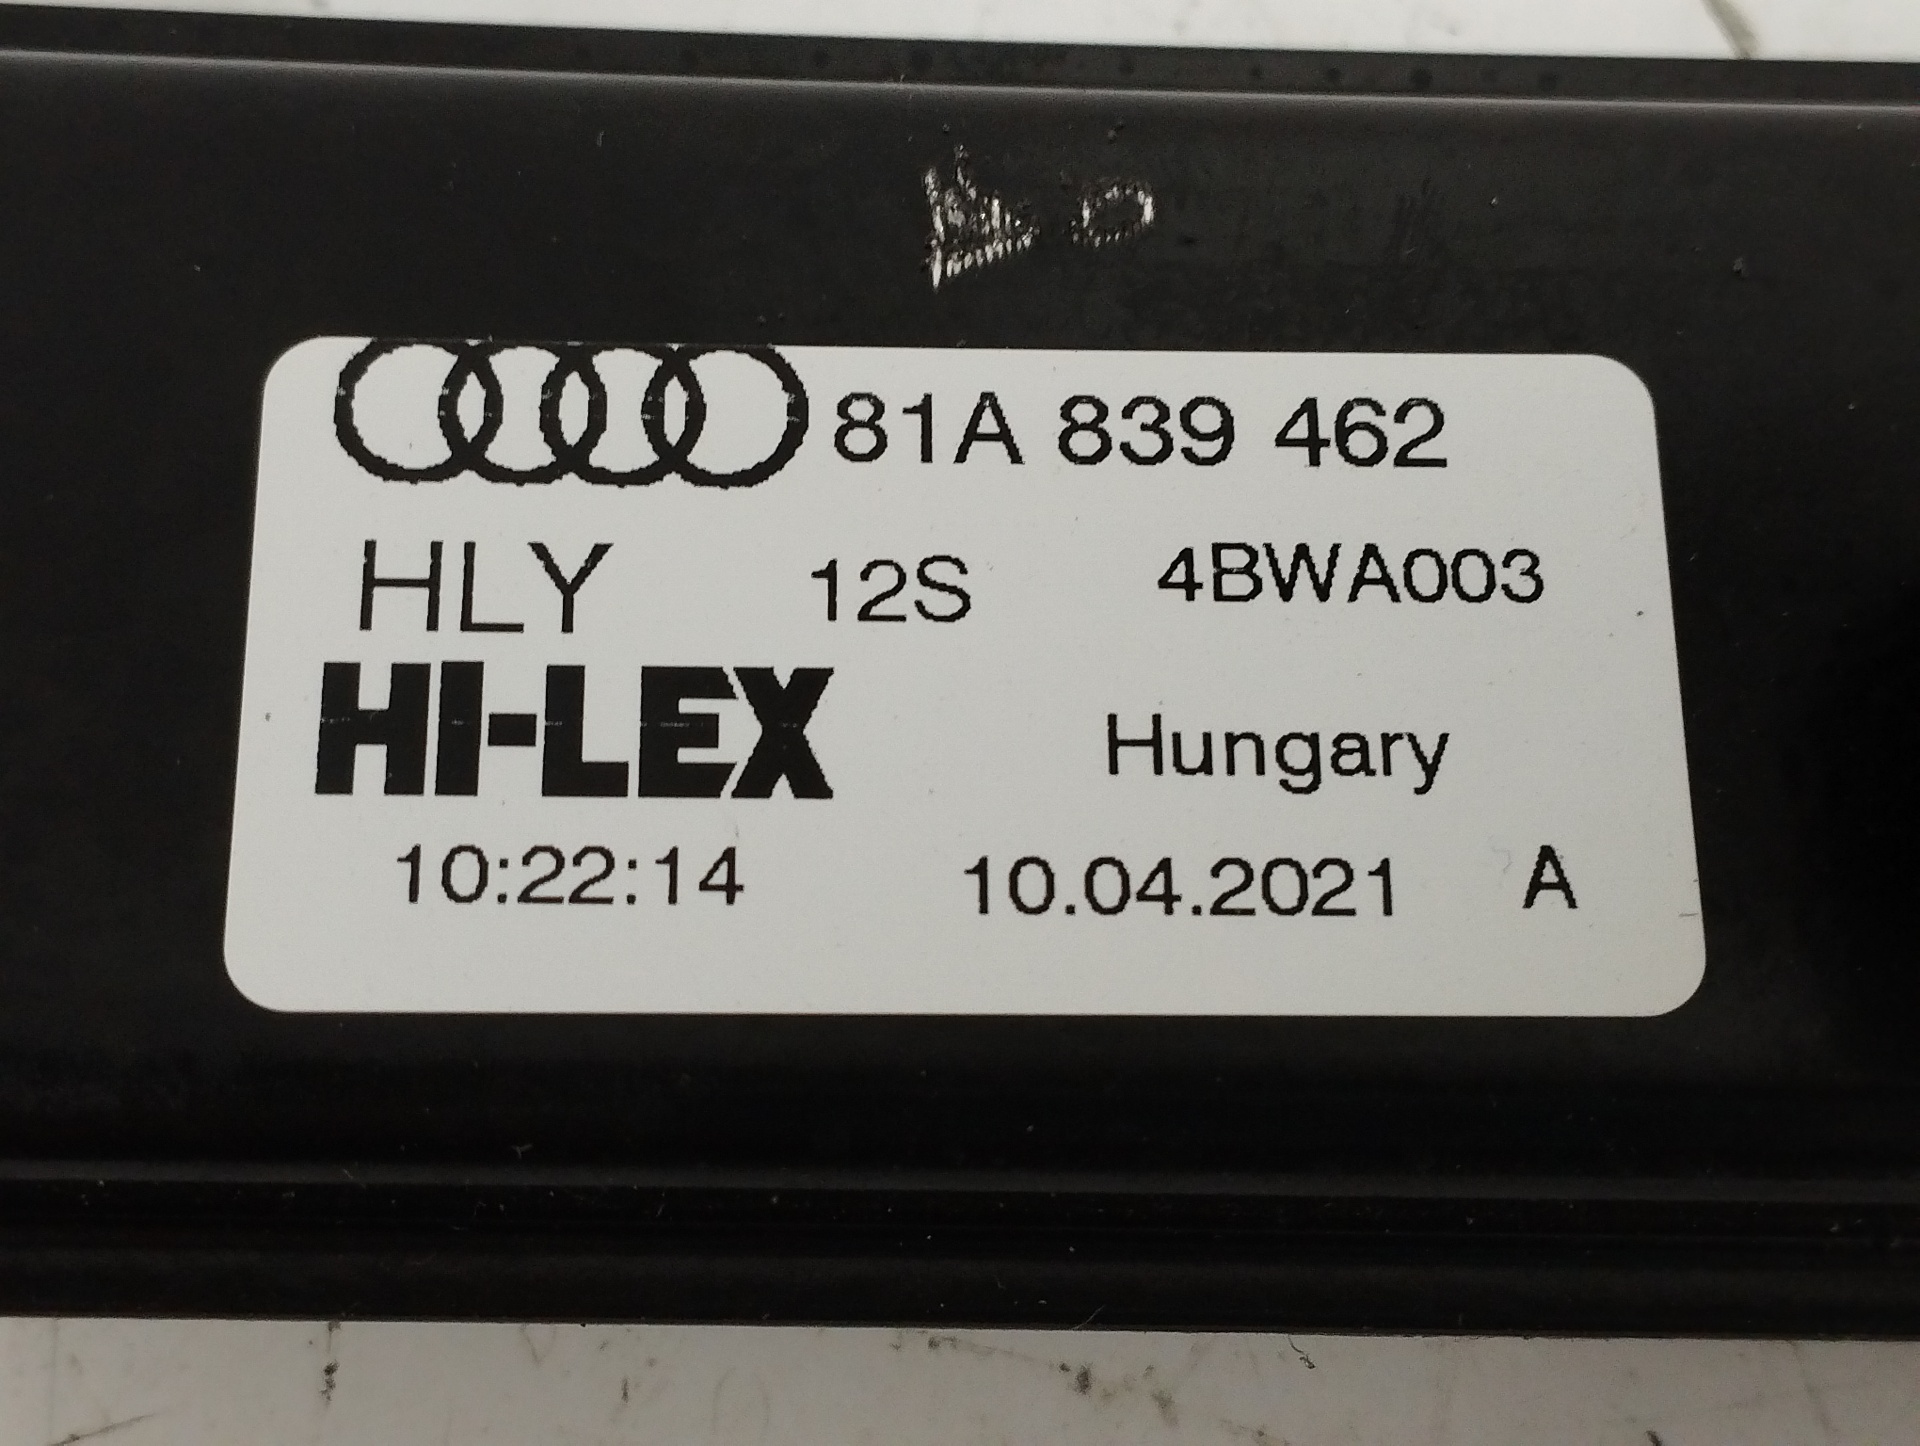 81A 839 462
HLY 12S 4BWA003
HI-LEX Hungary
10:22:14 10.04.2021 A